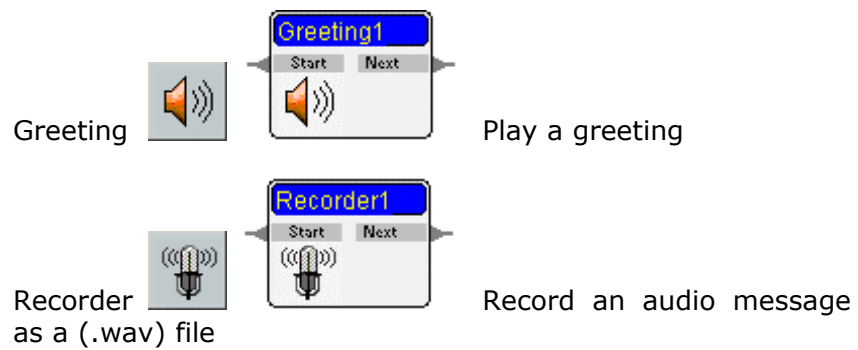 Greeting1
Start Next
Greeting Play a greeting
Recorder1
Start Next
Recorder Record an audio message
as a (.wav) file